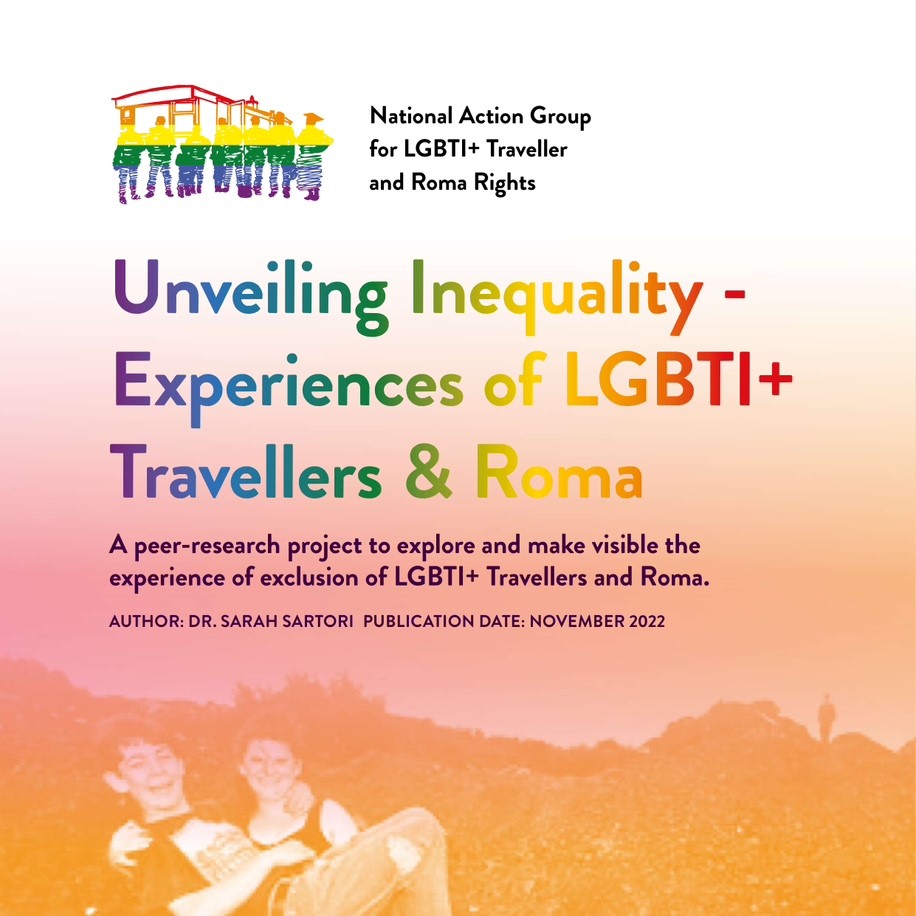 National Action Group
for LGBTI+ Traveller
and Roma Rights
Unveiling Inequality -
Experiences of LGBTI+
Travellers & Roma
A peer-research project to explore and make visible the
experience of exclusion of LGBTI+ Travellers and Roma.
AUTHOR: DR. SARAH SARTORI PUBLICATION DATE: NOVEMBER 2022